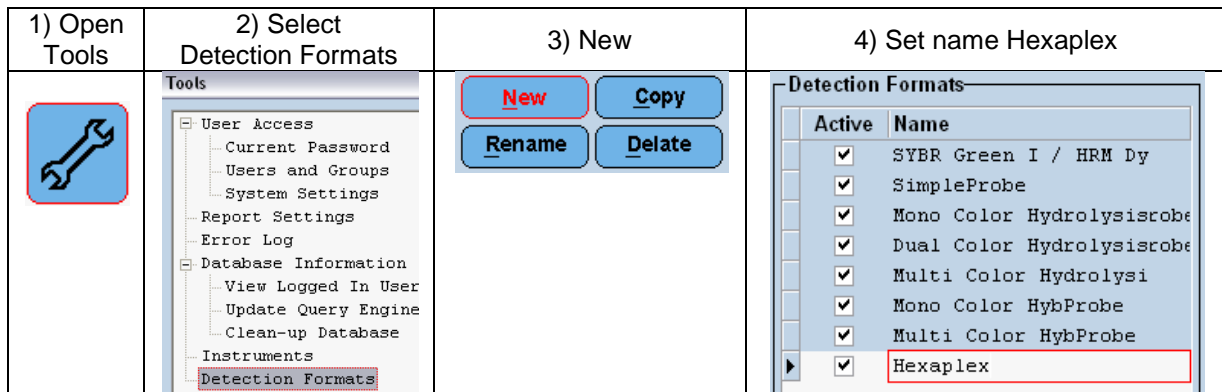 1) Open
Tools
2) Select
Detection Formats
3) New
4) Set name Hexaplex
Tools
User Access
Current Password
Users and Groups
System Settings
Report Settings
Error Log
Database Information
View Logged In User
Update Query Engine
Clean-up Database
Instruments
Detection Formats
New Copy
Rename Delate
Detection Formats
Active Name
SYBR Green I / HRM Dy
SimpleProbe
Mono Color Hydrolysisrobe
Dual Color Hydrolysisrobe
Multi Color Hydrolysi
Mono Color HybProbe
Multi Color HybProbe
Hexaplex